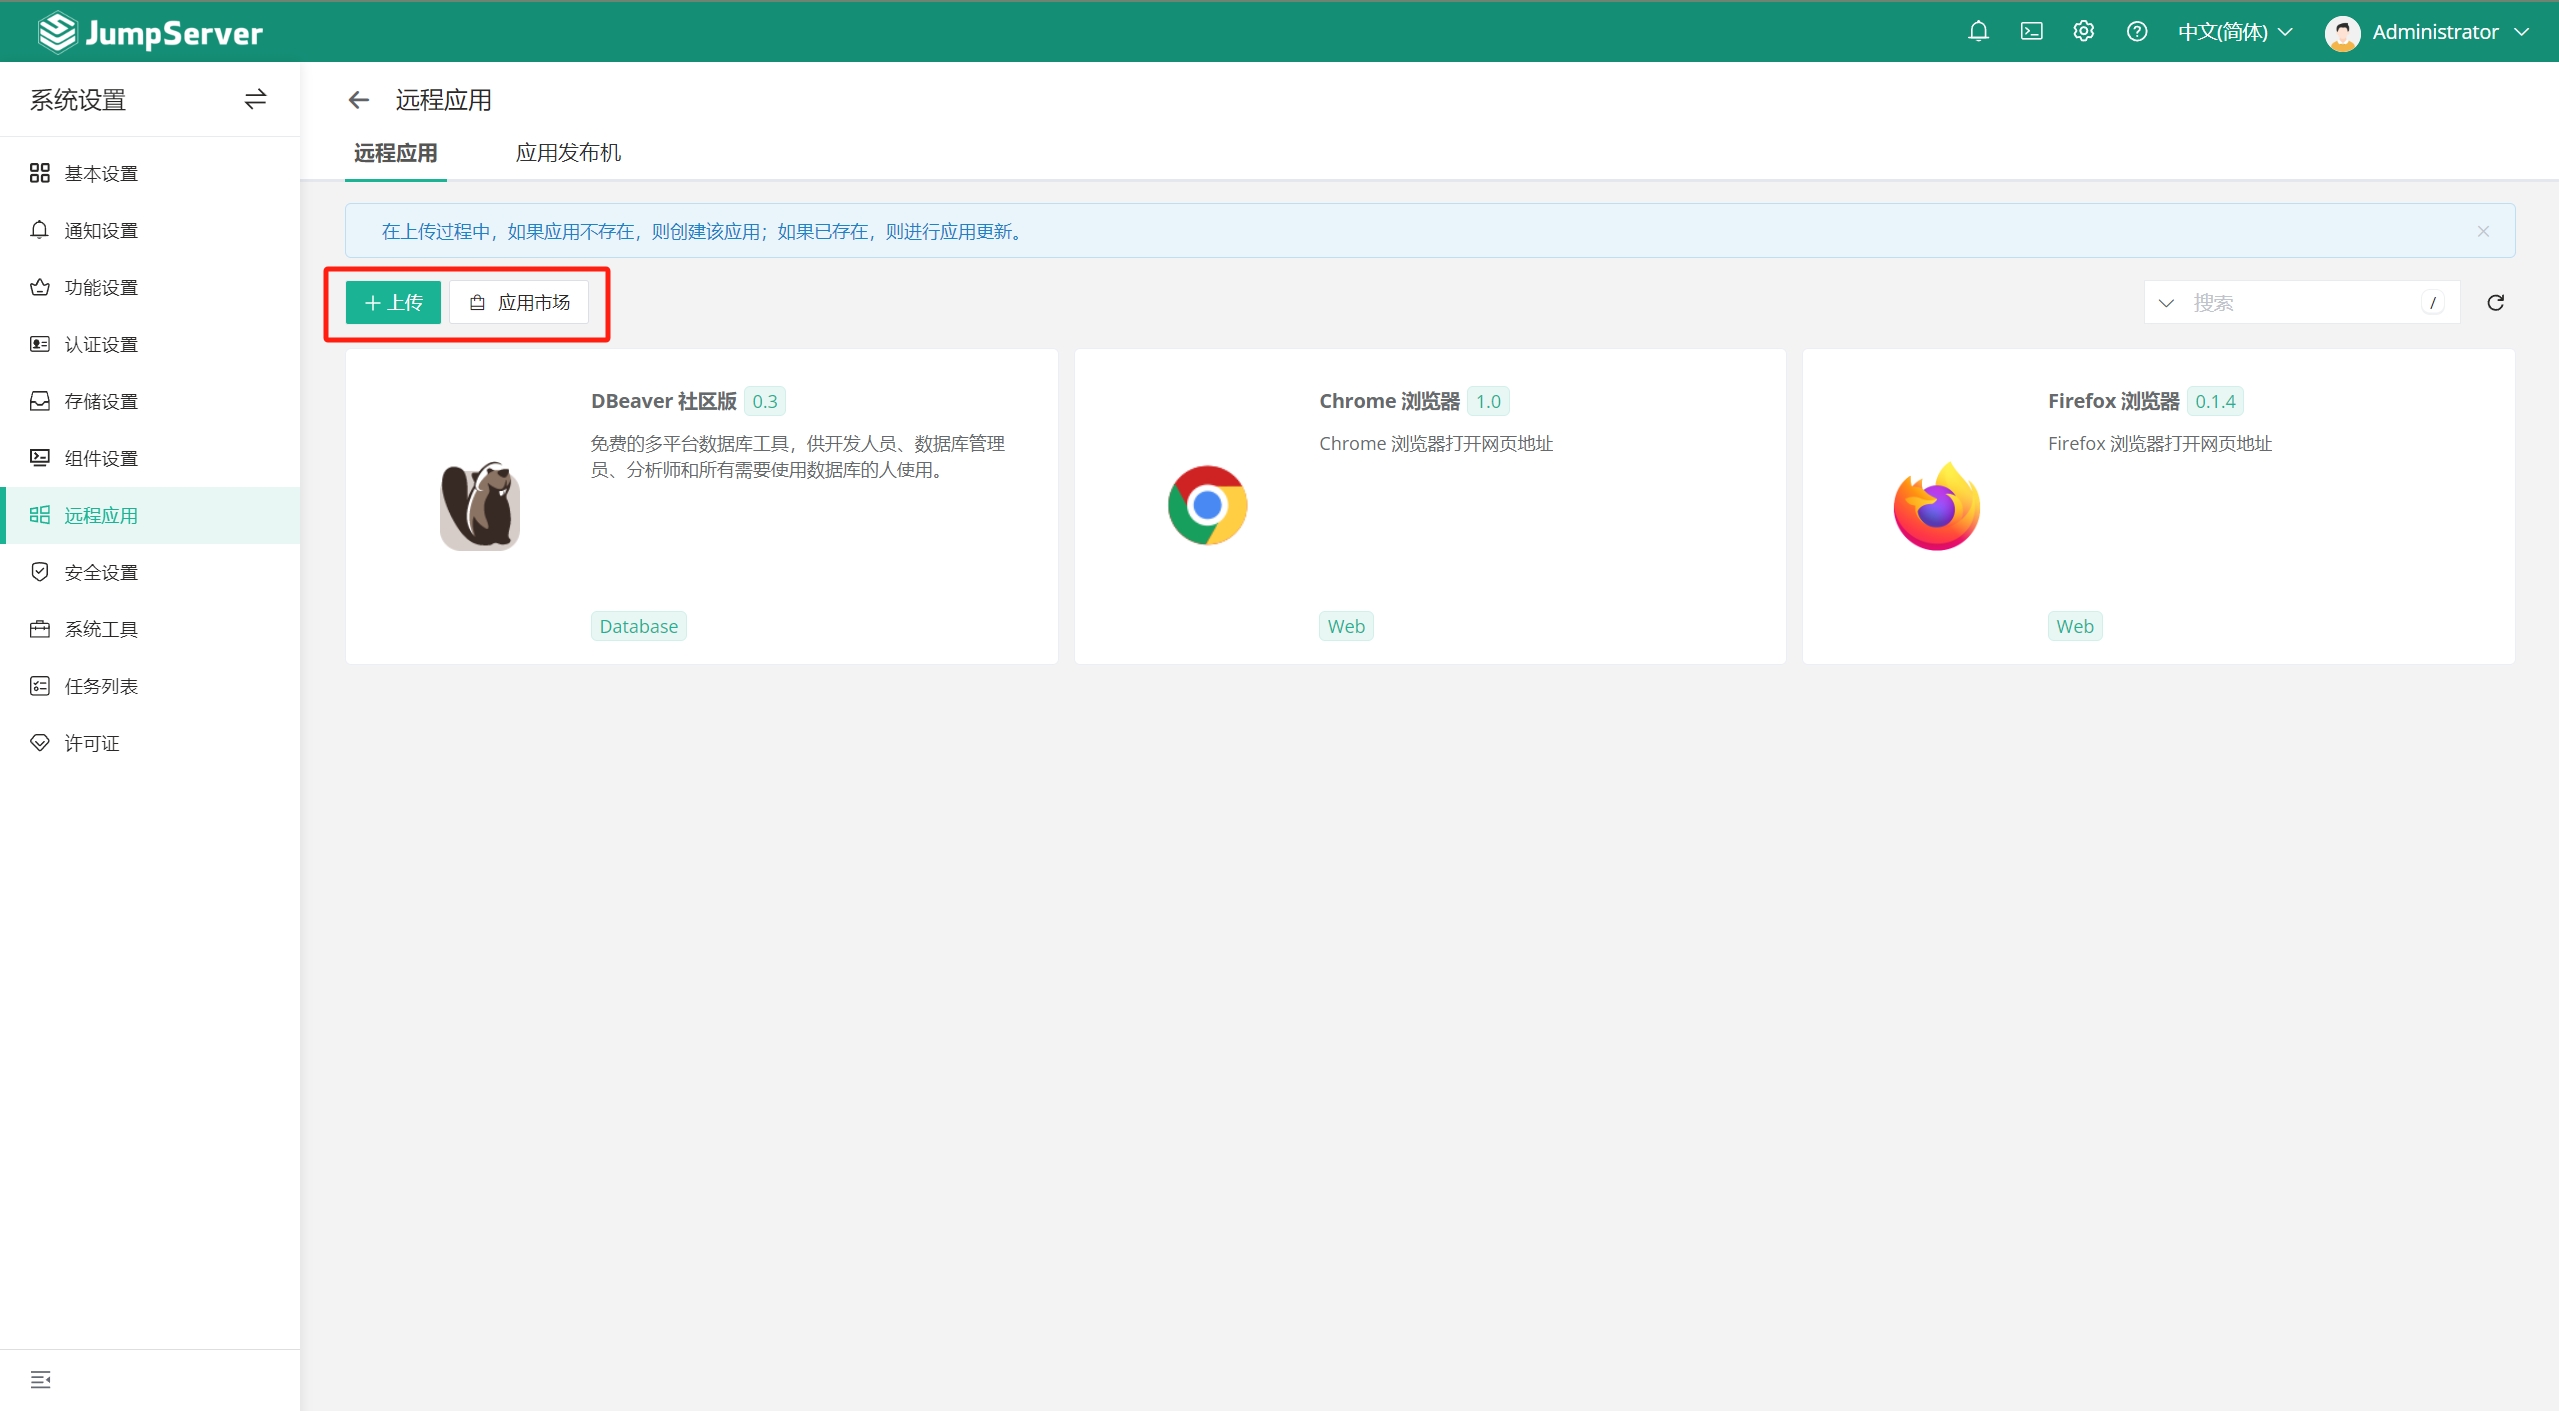 JumpServer
中文(简体)
Administrator
系统设置
基本设置
通知设置
功能设置
认证设置
存储设置
组件设置
远程应用
安全设置
系统工具
任务列表
许可证
远程应用
远程应用
应用发布机
在上传过程中，如果应用不存在，则创建该应用；如果已存在，则进行应用更新。
上传
应用市场
搜索
/
DBeaver 社区版 0.3
免费的多平台数据库工具，供开发人员、数据库管理
员、分析师和所有需要使用数据库的人使用。
Database
Chrome 浏览器 1.0
Chrome 浏览器打开网页地址
Web
Firefox 浏览器 0.1.4
Firefox 浏览器打开网页地址
Web